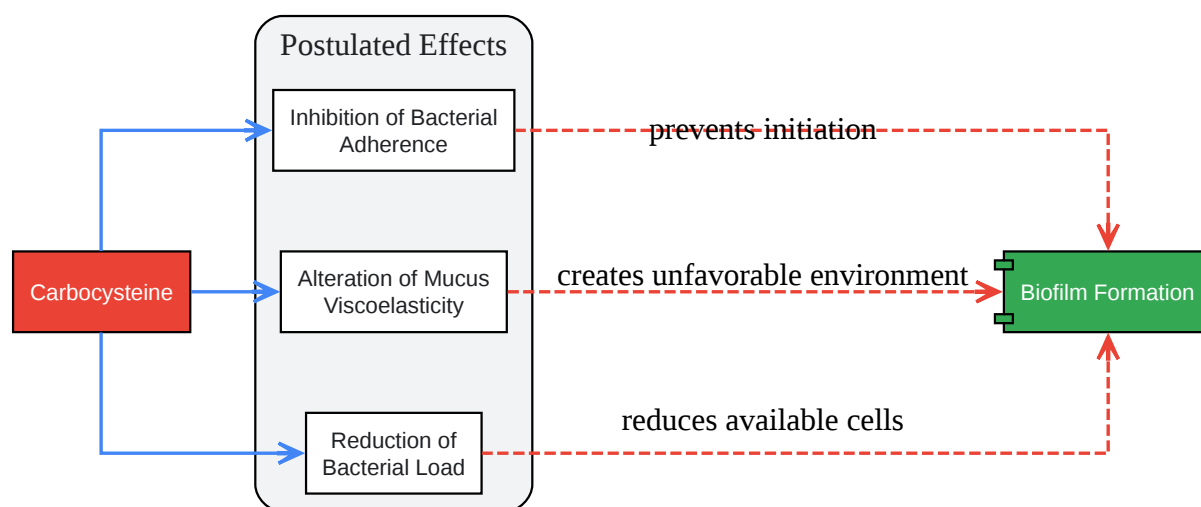 Postulated Effects
Inhibition of Bacterial
Adherence
prevents initiation
Carbocysteine
Alteration of Mucus
Viscoelasticity
creates unfavorable environment
Biofilm Formation
Reduction of
Bacterial Load
reduces available cells